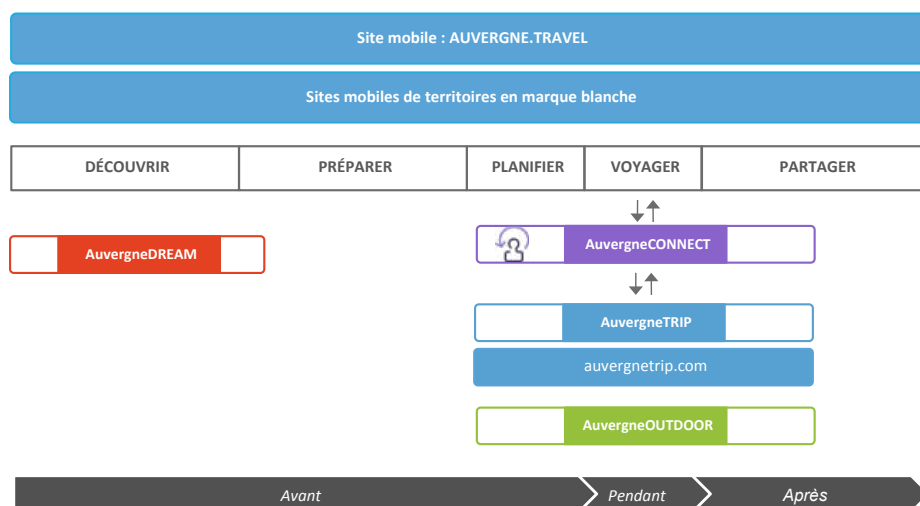 Site mobile : AUVERGNE.TRAVEL
Sites mobiles de territoires en marque blanche
DÉCOUVRIR
PRÉPARER
PLANIFIER
VOYAGER
PARTAGER
AuvergneDREAM
AuvergneCONNECT
AuvergneTRIP
auvergnetrip.com
AuvergneOUTDOOR
Avant
Pendant
Après